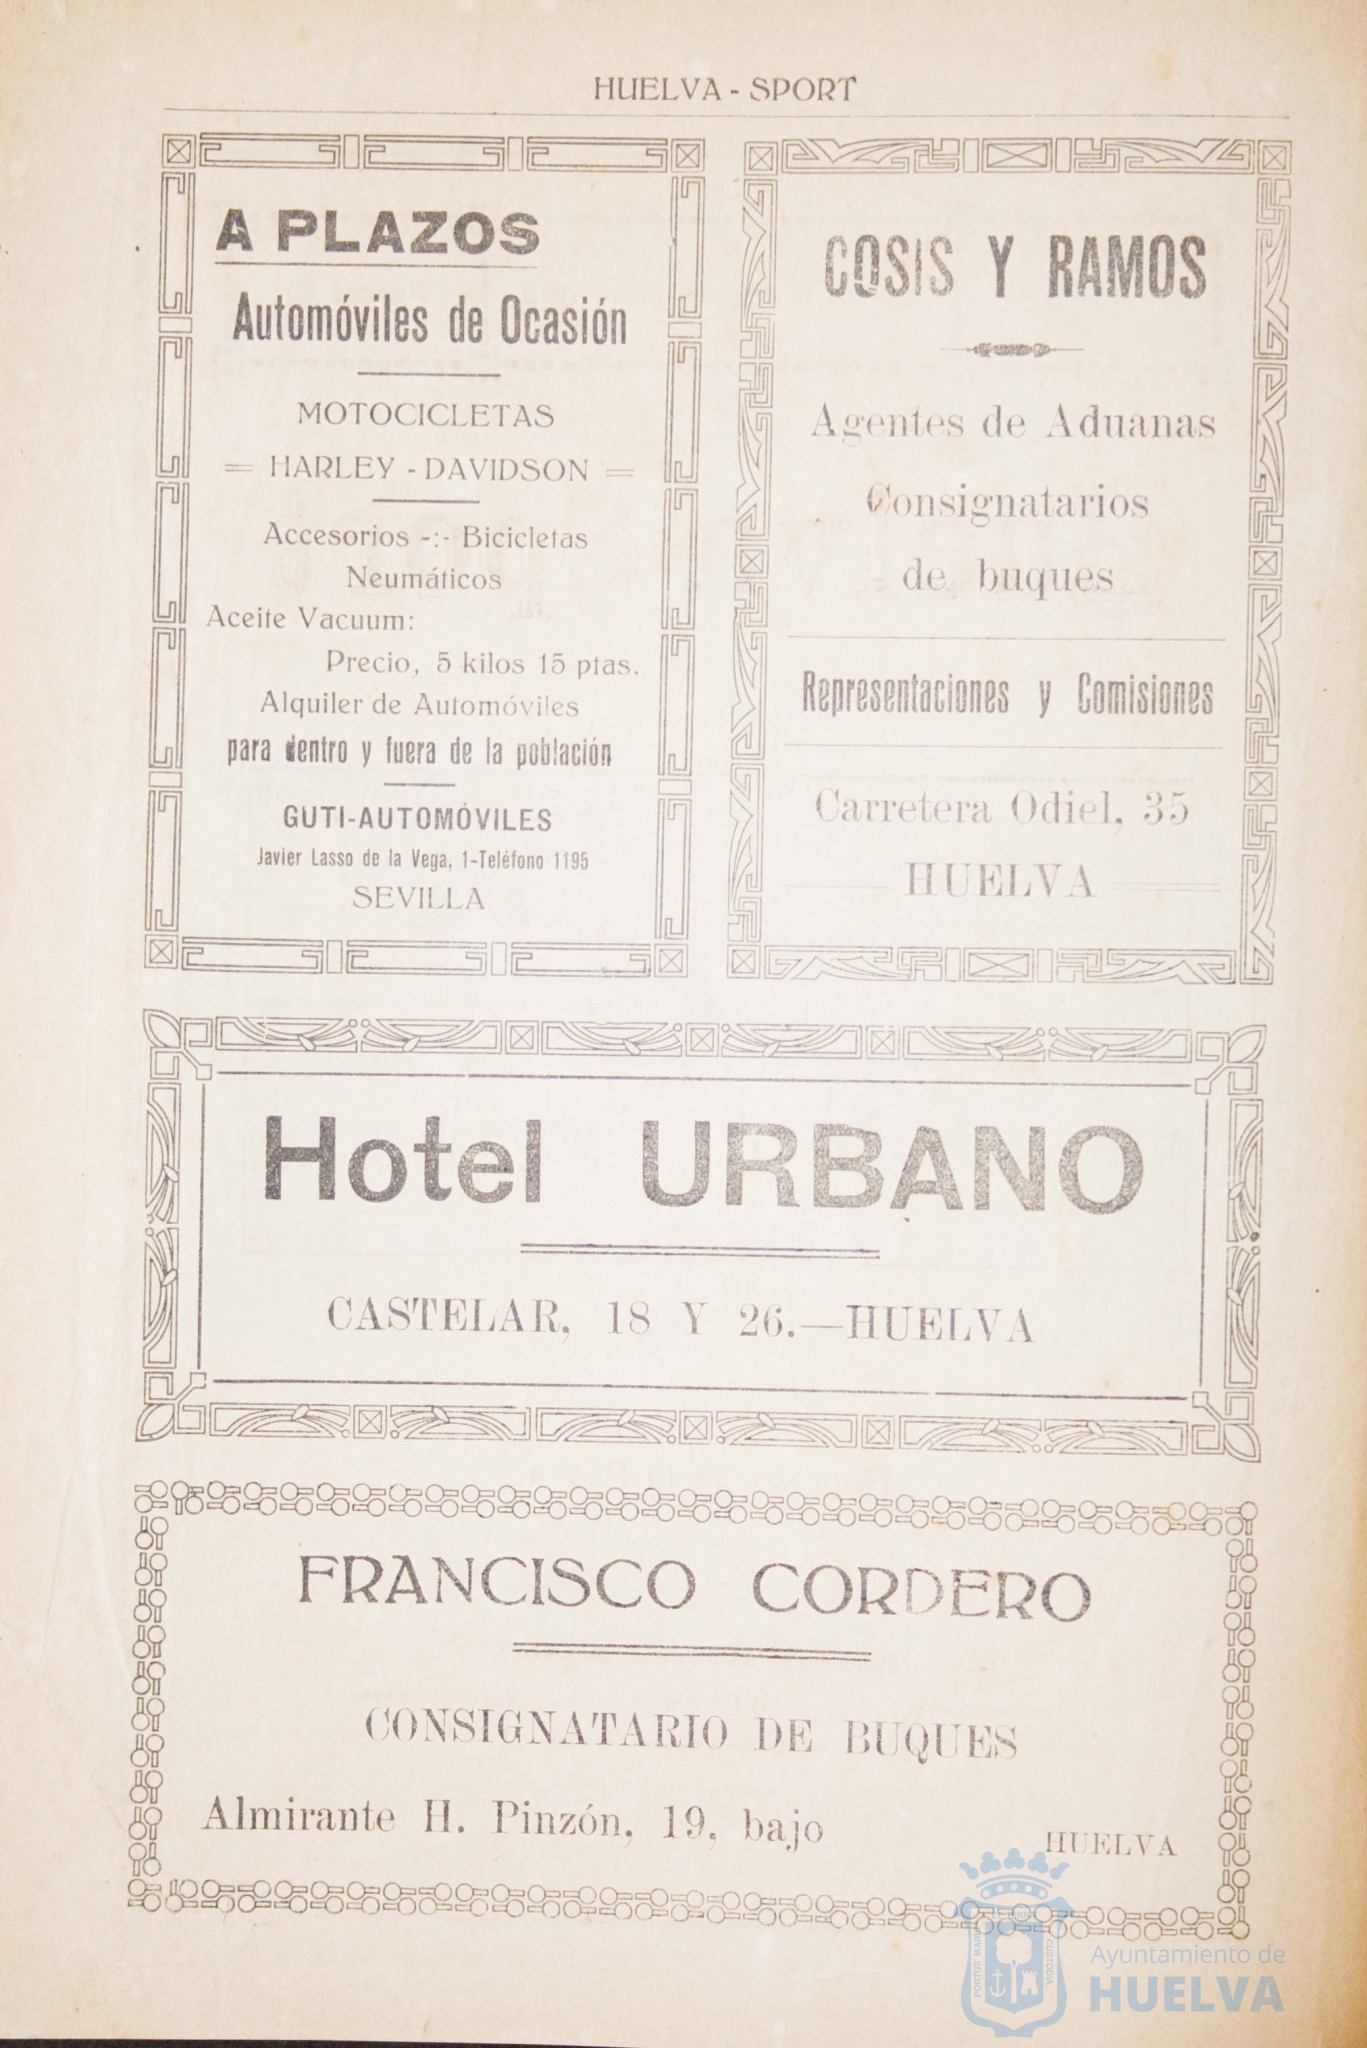 HUELVA - SPORT
A PLAZOS
Automóviles de Ocasión
MOTOCICLETAS
= HARLEY - DAVIDSON =
Accesorios -:- Bicicletas
Neumáticos
Aceite Vacuum:
Precio, 5 kilos 15 ptas.
Alquiler de Automóviles
para dentro y fuera de la población
GUTI-AUTOMÓVILES
Javier Lasso de la Vega, 1-Teléfono 1195
SEVILLA
COSIS Y RAMOS
Agentes de Aduanas
Consignatarios
de buques
Representaciones y Comisiones
Carretera Odiel, 35
HUELVA
Hotel URBANO
CASTELAR, 18 Y 26.—HUELVA
FRANCISCO CORDERO
CONSIGNATARIO DE BUQUES
Almirante H. Pinzón, 19, bajo
HUELVA
PORTUS MARIS
CUSTODIA
Ayuntamiento de
HUELVA